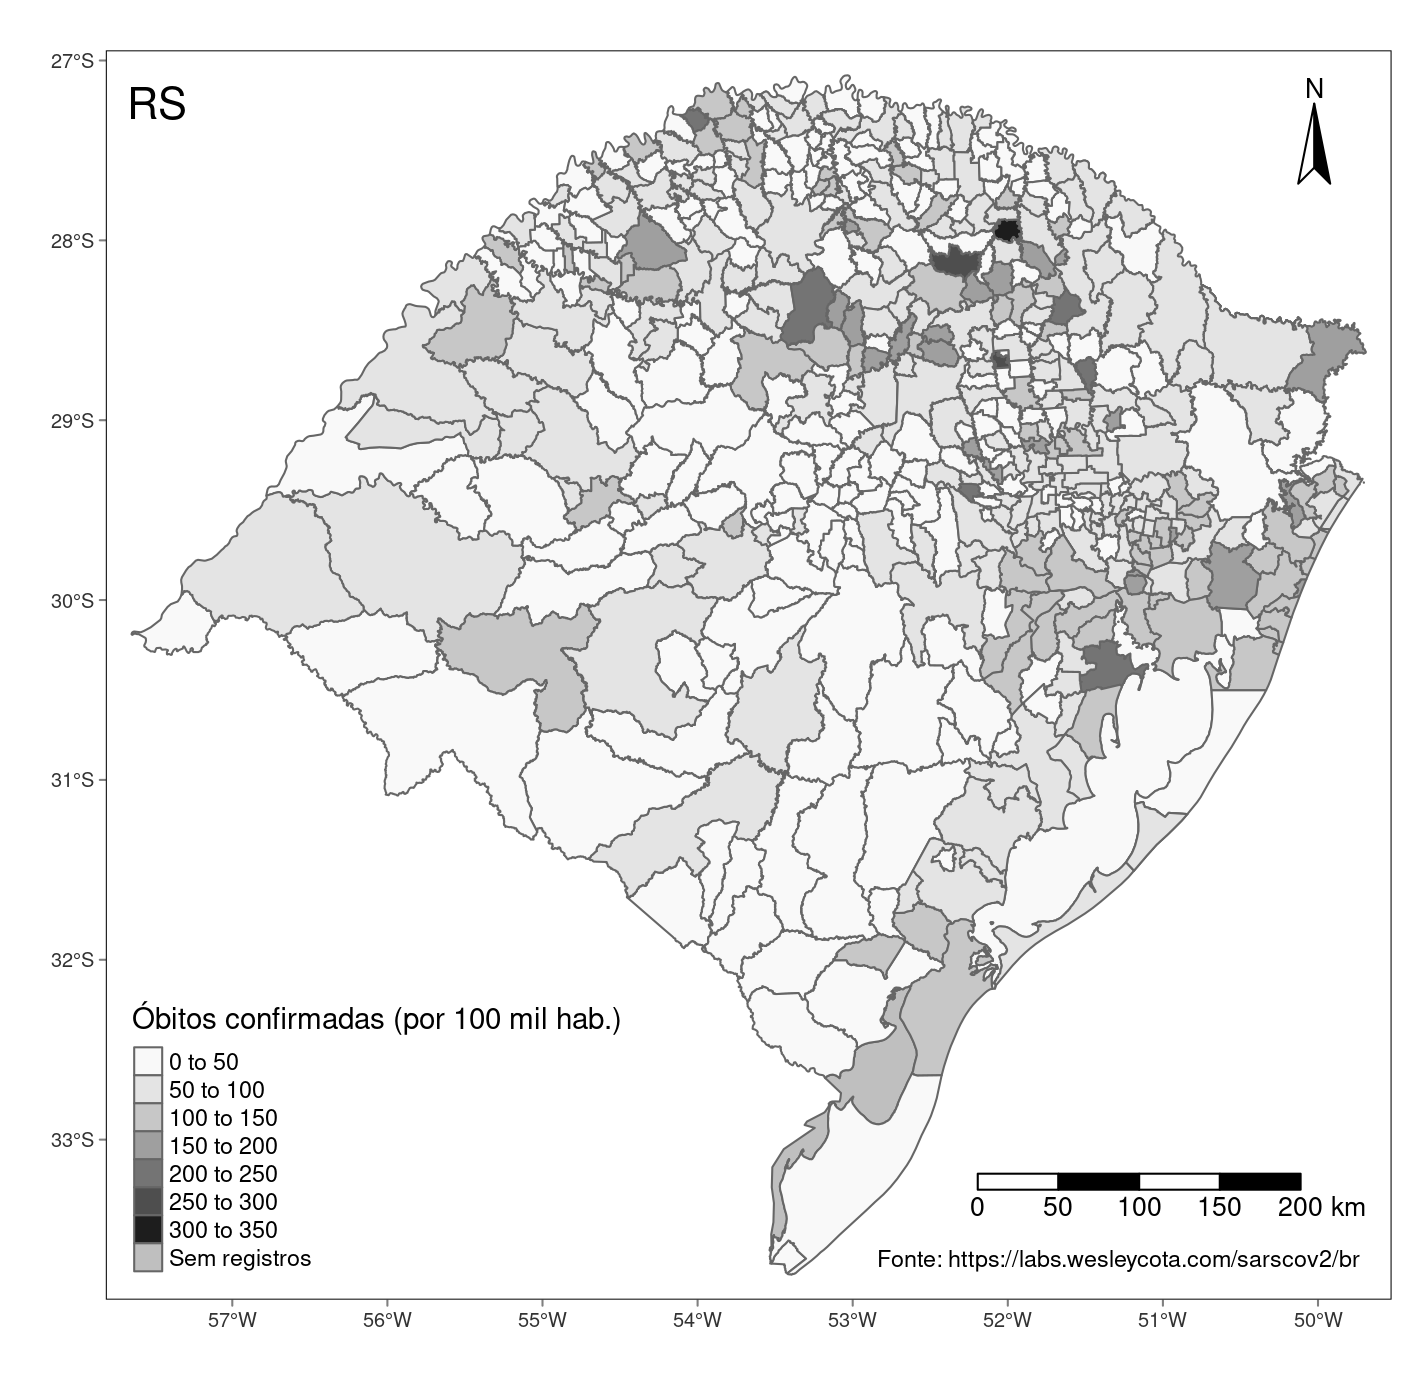 27°S
RS
N
28°S
29°S
30°S
31°S
32°S
Óbitos confirmadas (por 100 mil hab.)
0 to 50
50 to 100
100 to 150
150 to 200
200 to 250
250 to 300
300 to 350
Sem registros
33°S
0 50 100 150 200 km
Fonte: https://labs.wesleycota.com/sarscov2/br
57°W 56°W 55°W 54°W 53°W 52°W 51°W 50°W